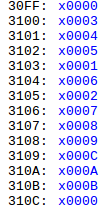 30FF: x0000
3100: x0003
3101: x0004
3102: x0005
3103: x0001
3104: x0006
3105: x0002
3106: x0007
3107: x0008
3108: x0009
3109: x000C
310A: x000A
310B: x000B
310C: x0000